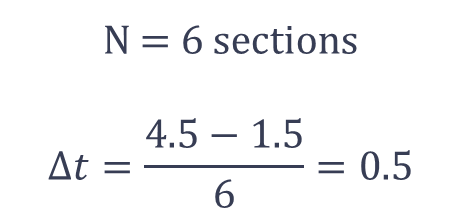 N = 6 sections
Δt = (4.5 − 1.5) / 6 = 0.5